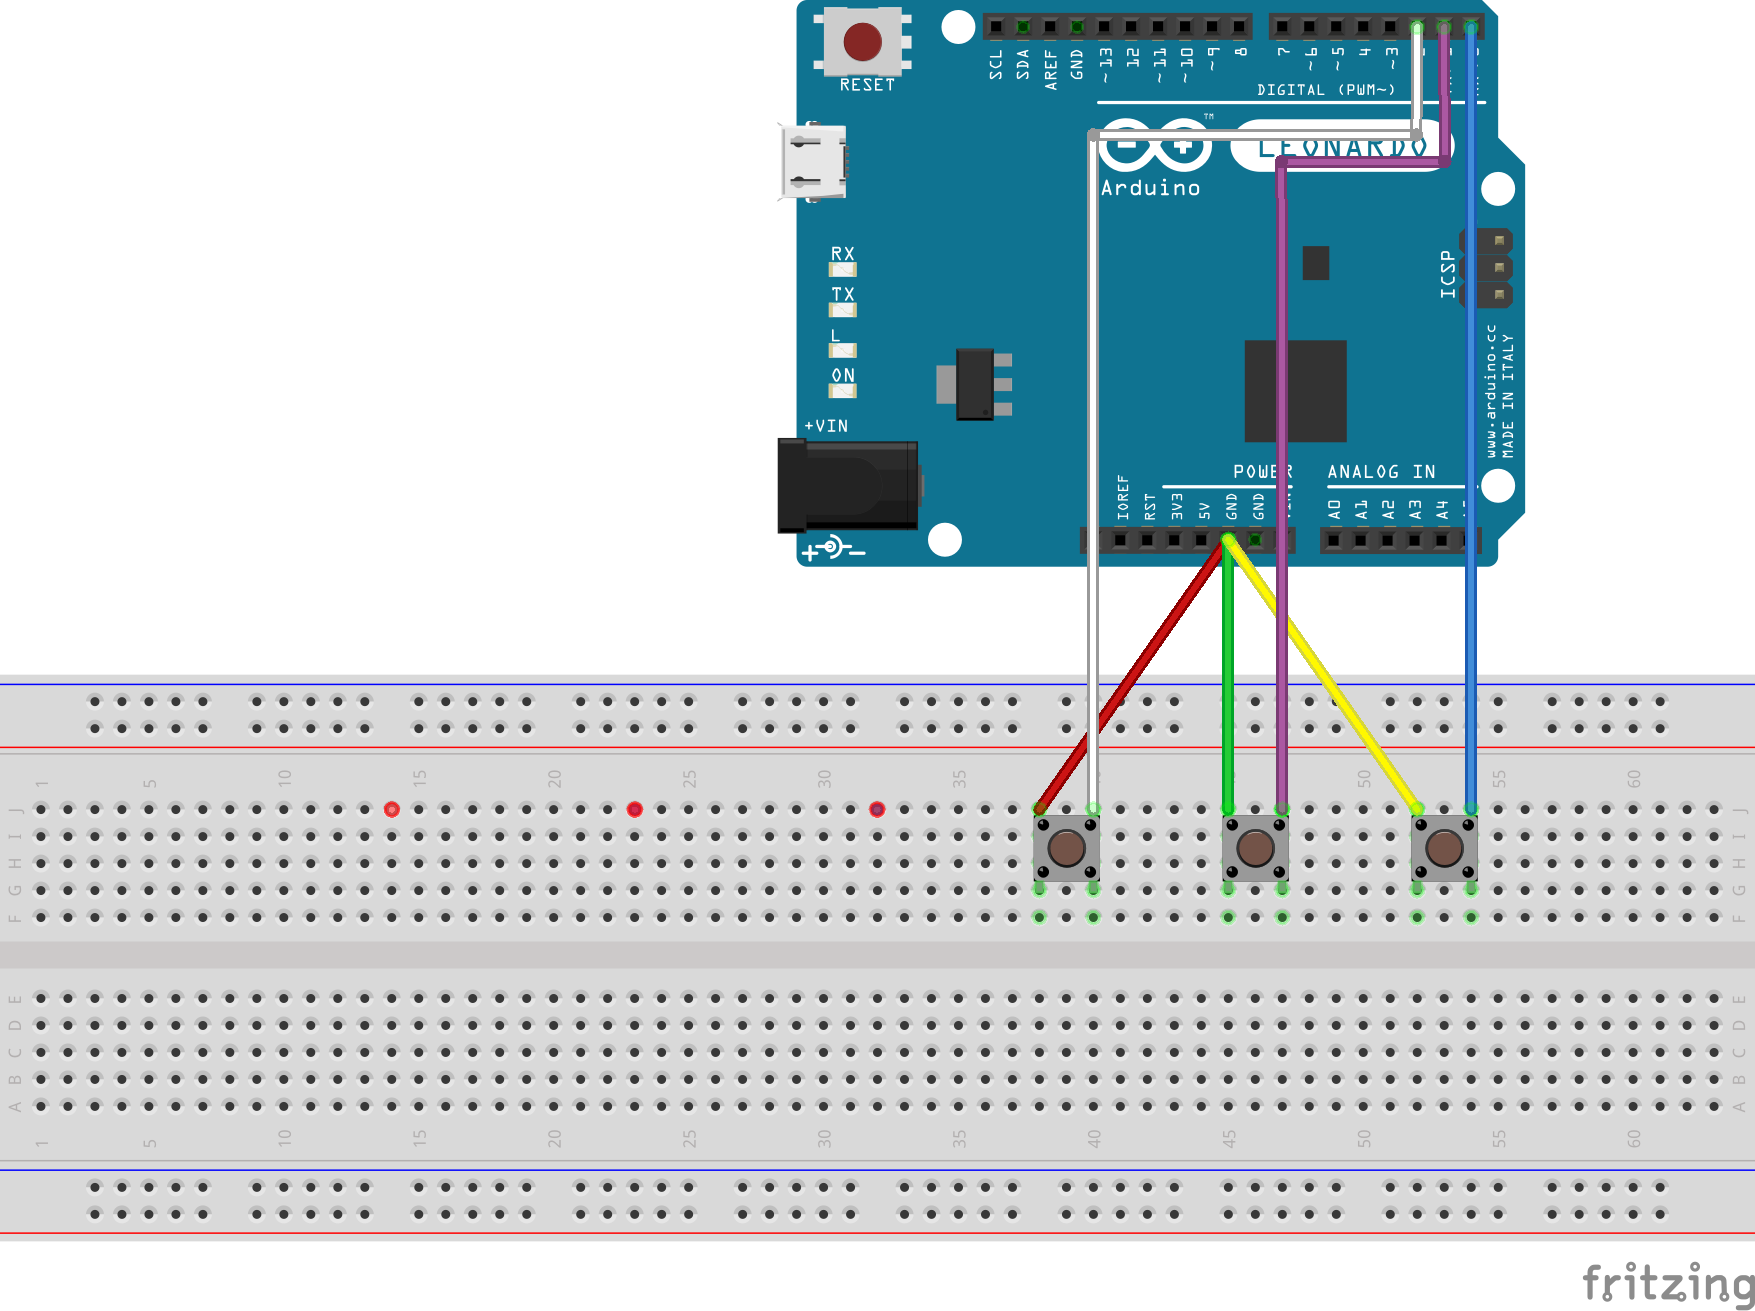 RESET
SCL SDA AREF GND ~13 12 ~11 ~10 ~9 8 7 ~6 ~5 4 ~3
DIGITAL (PWM~)
TM
LEONARDO
Arduino
RX
TX
L
ON
+VIN
ICSP
www.arduino.cc
MADE IN ITALY
POWER ANALOG IN
IOREF RST 3V3 5V GND GND A0 A1 A2 A3 A4
+ −
1 5 10 15 20 25 30 35 50 55 60
J J
I I
H H
G G
F F
E E
D D
C C
B B
A A
1 5 10 15 20 25 30 35 40 45 50 55 60
fritzing